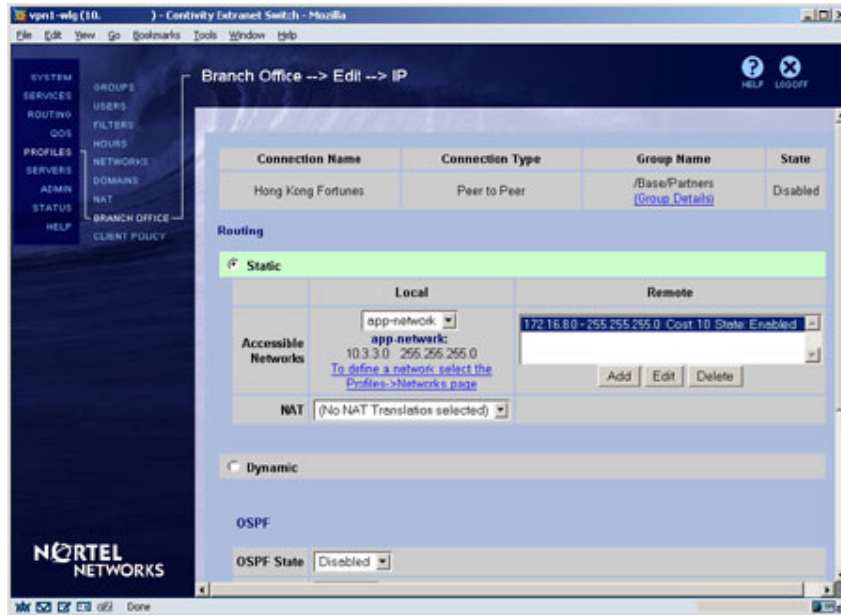 vpn1-wlg (10. ) - Contivity Extranet Switch - Mozilla
File Edit View Go Bookmarks Tools Window Help
SYSTEM
SERVICES
ROUTING
QOS
PROFILES
SERVERS
ADMIN
STATUS
HELP
GROUPS
USERS
FILTERS
HOURS
NETWORKS
DOMAINS
NAT
BRANCH OFFICE
CLIENT POLICY
Branch Office --> Edit --> IP
HELP LOGOFF
Connection Name Connection Type Group Name State
Hong Kong Fortunes Peer to Peer /Base/Partners (Group Details) Disabled
Routing
Static
Local Remote
Accessible Networks
app-network
app-network:
10.3.3.0 255.255.255.0
To define a network select the
Profiles->Networks page
172.16.8.0 - 255.255.255.0 Cost: 10 State: Enabled
Add Edit Delete
NAT (No NAT Translation selected)
Dynamic
OSPF
OSPF State Disabled
NORTEL
NETWORKS
Done